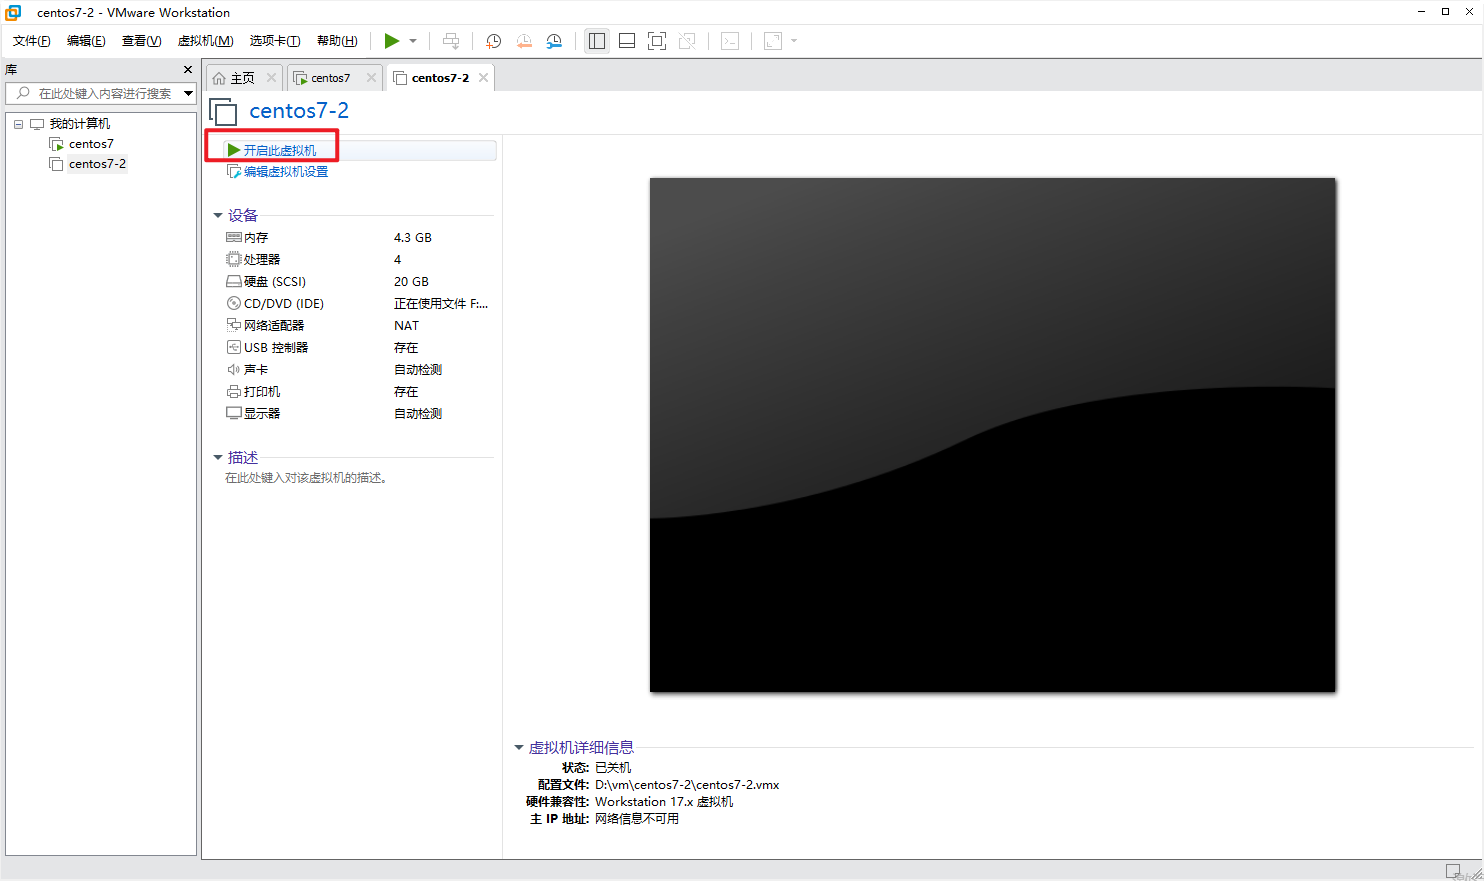 centos7-2 - VMware Workstation
文件(F) 编辑(E) 查看(V) 虚拟机(M) 选项卡(T) 帮助(H)
库
在此处键入内容进行搜索
我的计算机
centos7
centos7-2
主页
centos7
centos7-2
centos7-2
开启此虚拟机
编辑虚拟机设置
设备
内存 4.3 GB
处理器 4
硬盘 (SCSI) 20 GB
CD/DVD (IDE) 正在使用文件 F:...
网络适配器 NAT
USB 控制器 存在
声卡 自动检测
打印机 存在
显示器 自动检测
描述
在此处键入对该虚拟机的描述。
虚拟机详细信息
状态: 已关机
配置文件: D:\vm\centos7-2\centos7-2.vmx
硬件兼容性: Workstation 17.x 虚拟机
主 IP 地址: 网络信息不可用